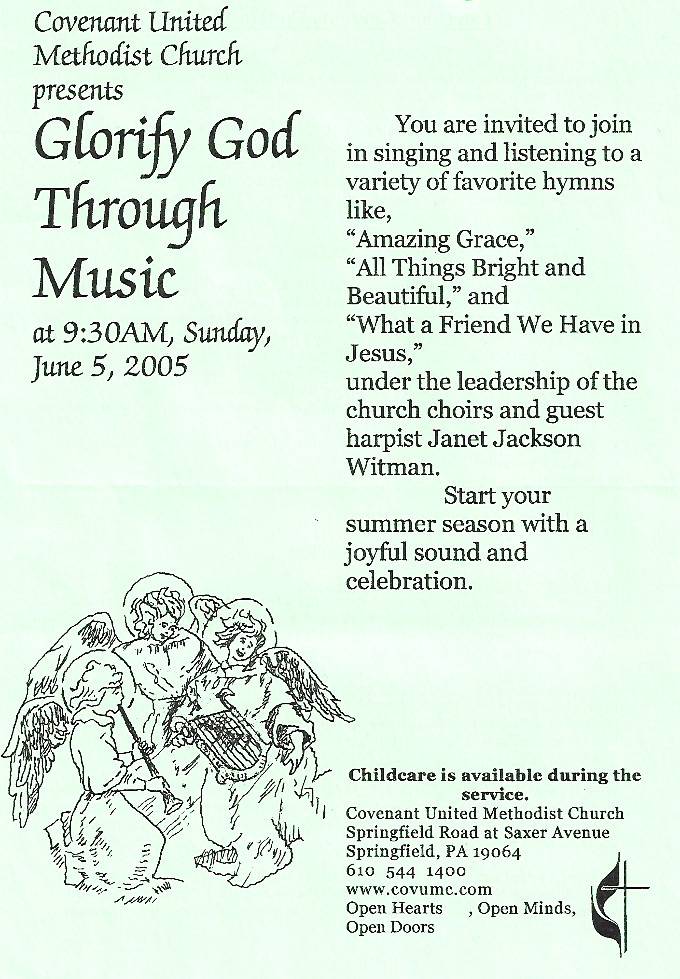 Covenant United
Methodist Church
presents
Glorify God
Through
Music
at 9:30AM, Sunday,
June 5, 2005
You are invited to join
in singing and listening to a
variety of favorite hymns
like,
“Amazing Grace,”
“All Things Bright and
Beautiful,” and
“What a Friend We Have in
Jesus,”
under the leadership of the
church choirs and guest
harpist Janet Jackson
Witman.
Start your
summer season with a
joyful sound and
celebration.
Childcare is available during the
service.
Covenant United Methodist Church
Springfield Road at Saxer Avenue
Springfield, PA 19064
610 544 1400
www.covumc.com
Open Hearts , Open Minds,
Open Doors